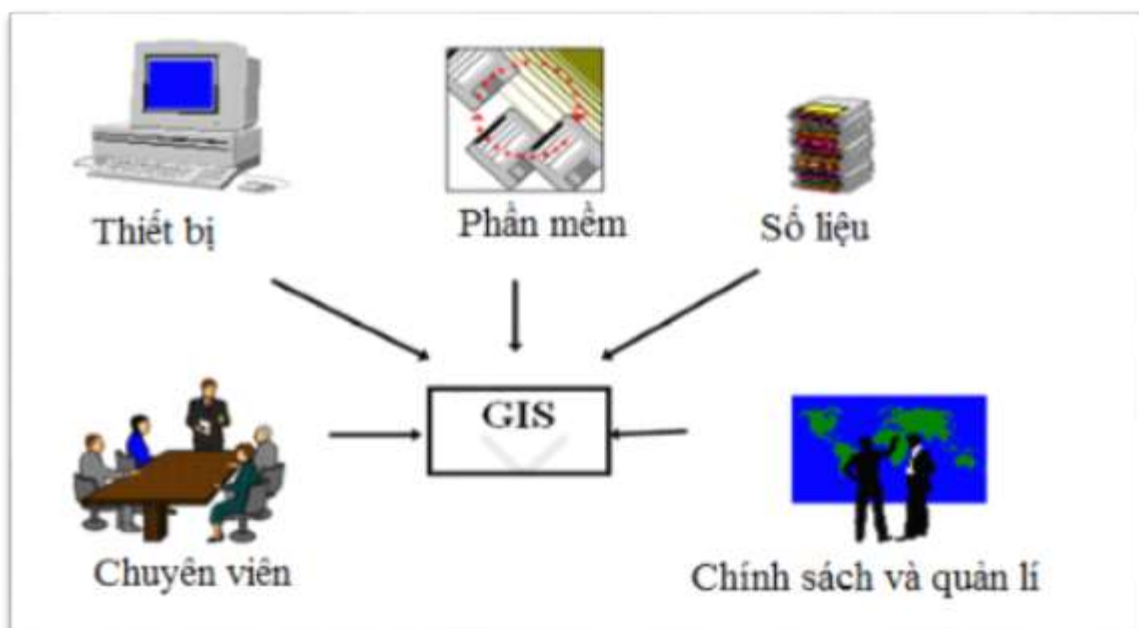 Thiết bị
Phần mềm
Số liệu
GIS
Chuyên viên
Chính sách và quản lí